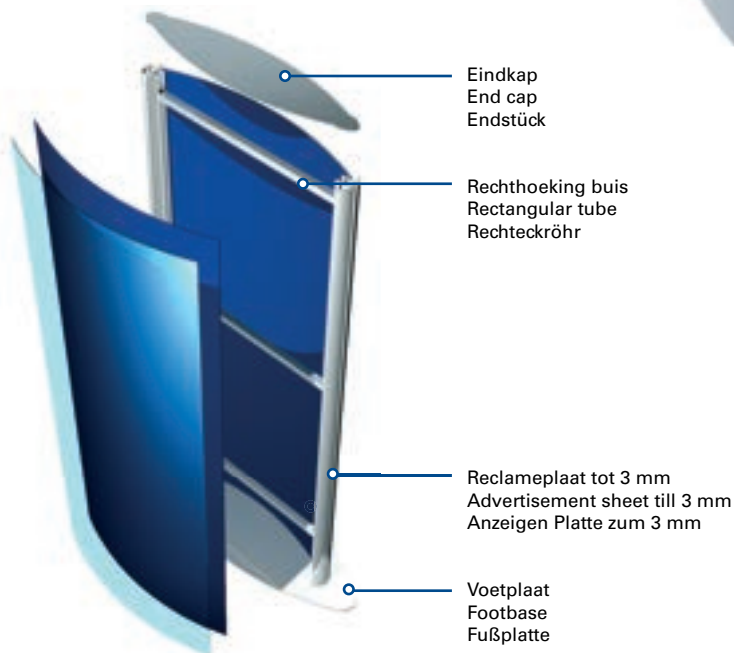 Eindkap
End cap
Endstück
Rechthoeking buis
Rectangular tube
Rechteckröhr
Reclameplaat tot 3 mm
Advertisement sheet till 3 mm
Anzeigen Platte zum 3 mm
Voetplaat
Footbase
Fußplatte